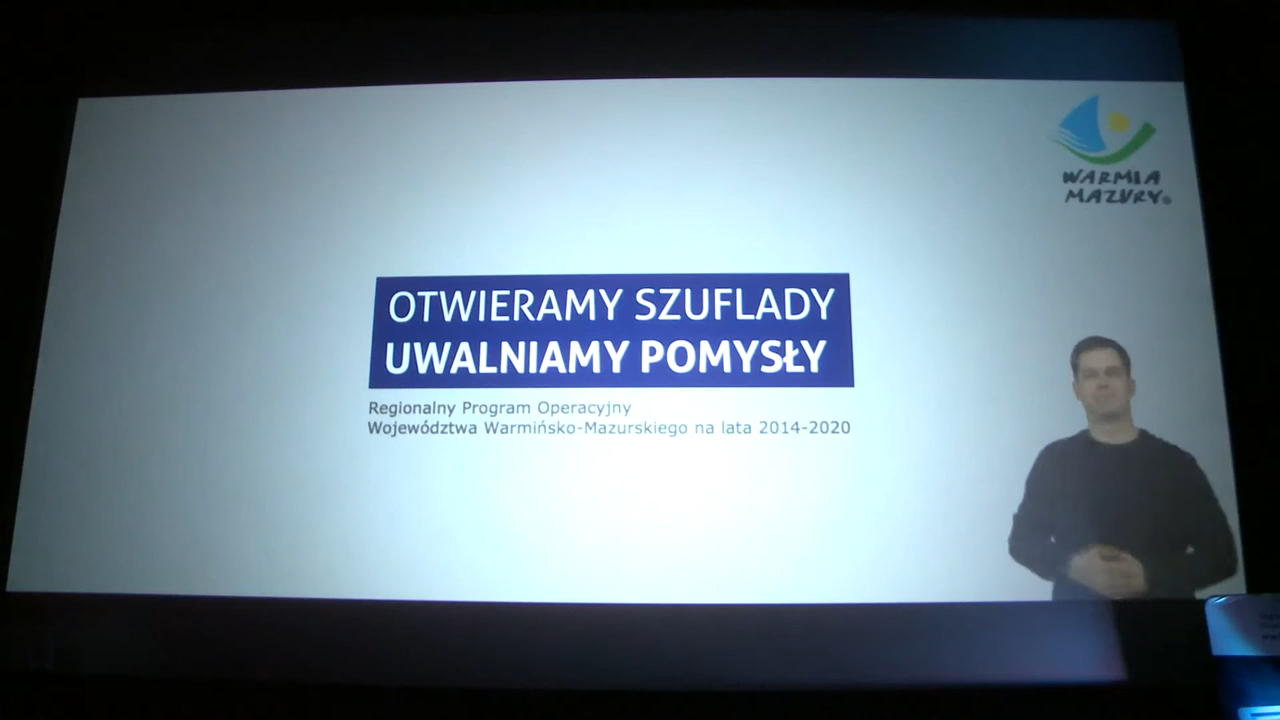 WARMIA
MAZURY®
OTWIERAMY SZUFLADY
UWALNIAMY POMYSŁY
Regionalny Program Operacyjny
Województwa Warmińsko-Mazurskiego na lata 2014-2020